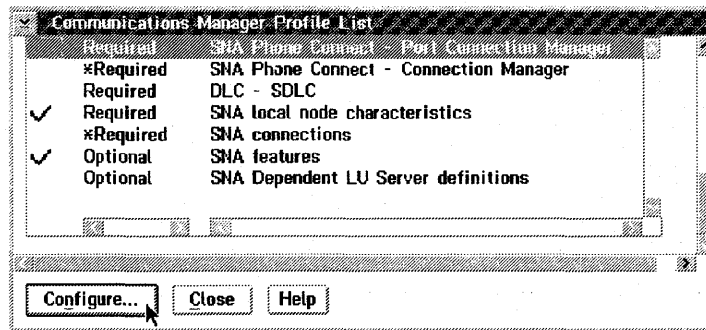 Communications Manager Profile List
Required SNA Phone Connect - Port Connection Manager
*Required SNA Phone Connect - Connection Manager
Required DLC - SDLC
Required SNA local node characteristics
*Required SNA connections
Optional SNA features
Optional SNA Dependent LU Server definitions
Configure... Close Help